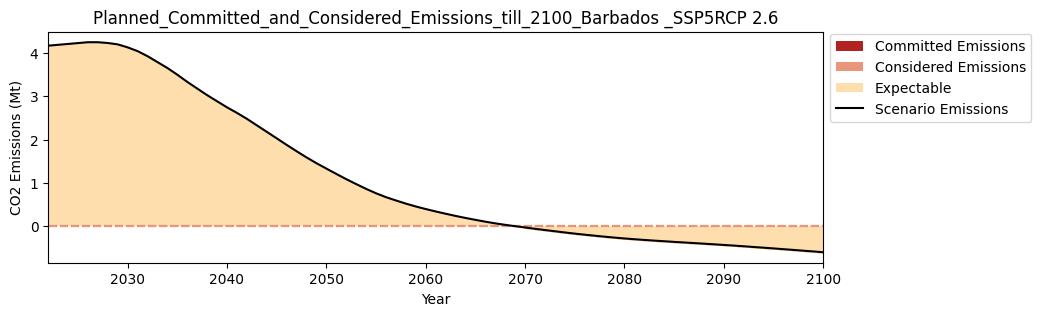 Planned_Committed_and_Considered_Emissions_till_2100_Barbados _SSP5RCP 2.6
Committed Emissions
Considered Emissions
Expectable
Scenario Emissions
CO2 Emissions (Mt)
4
3
2
1
0
2030 2040 2050 2060 2070 2080 2090 2100
Year